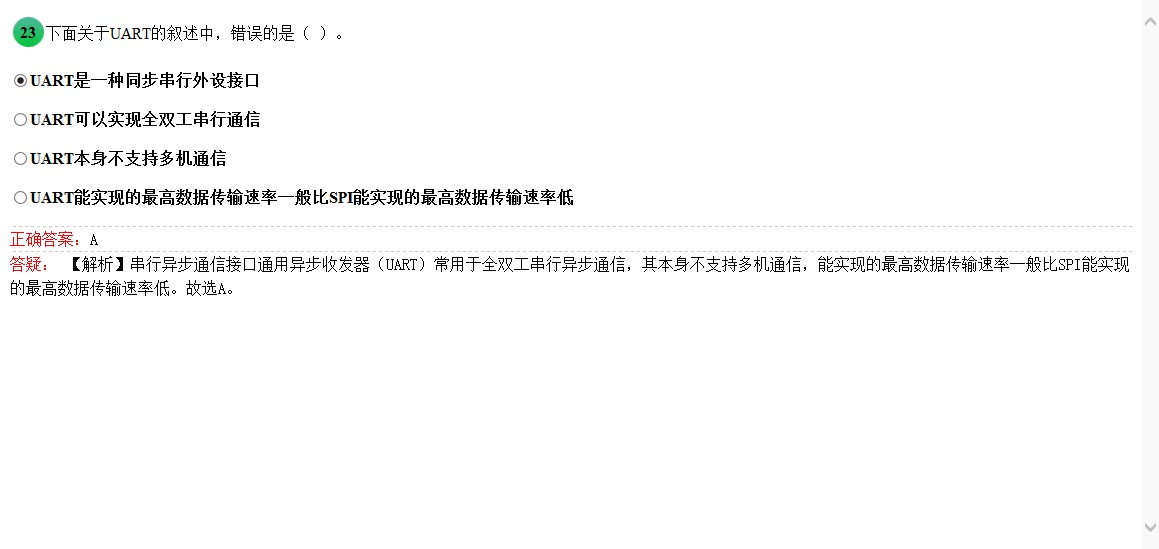 23 下面关于UART的叙述中，错误的是（ ）。
UART是一种同步串行外设接口
UART可以实现全双工串行通信
UART本身不支持多机通信
UART能实现的最高数据传输速率一般比SPI能实现的最高数据传输速率低
正确答案：A
答疑： 【解析】串行异步通信接口通用异步收发器（UART）常用于全双工串行异步通信，其本身不支持多机通信，能实现的最高数据传输速率一般比SPI能实现
的最高数据传输速率低。故选A。